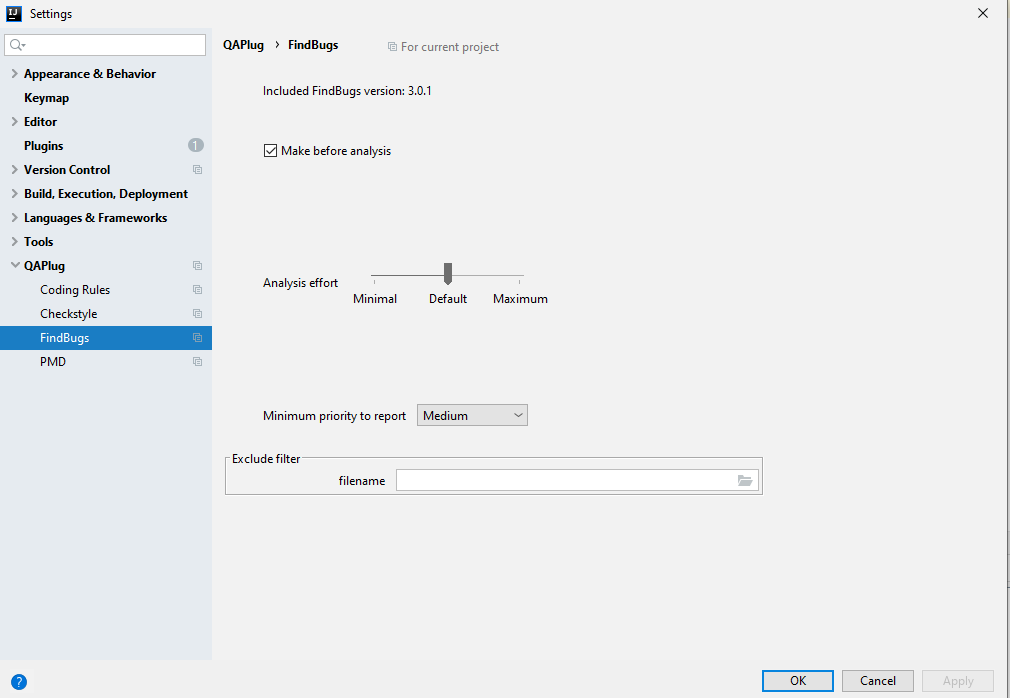 Settings
QAPlug › FindBugs For current project
Appearance & Behavior
Keymap
Editor
Plugins 1
Version Control
Build, Execution, Deployment
Languages & Frameworks
Tools
QAPlug
Coding Rules
Checkstyle
FindBugs
PMD
Included FindBugs version: 3.0.1
Make before analysis
Analysis effort
Minimal Default Maximum
Minimum priority to report Medium
Exclude filter
filename
? OK Cancel Apply